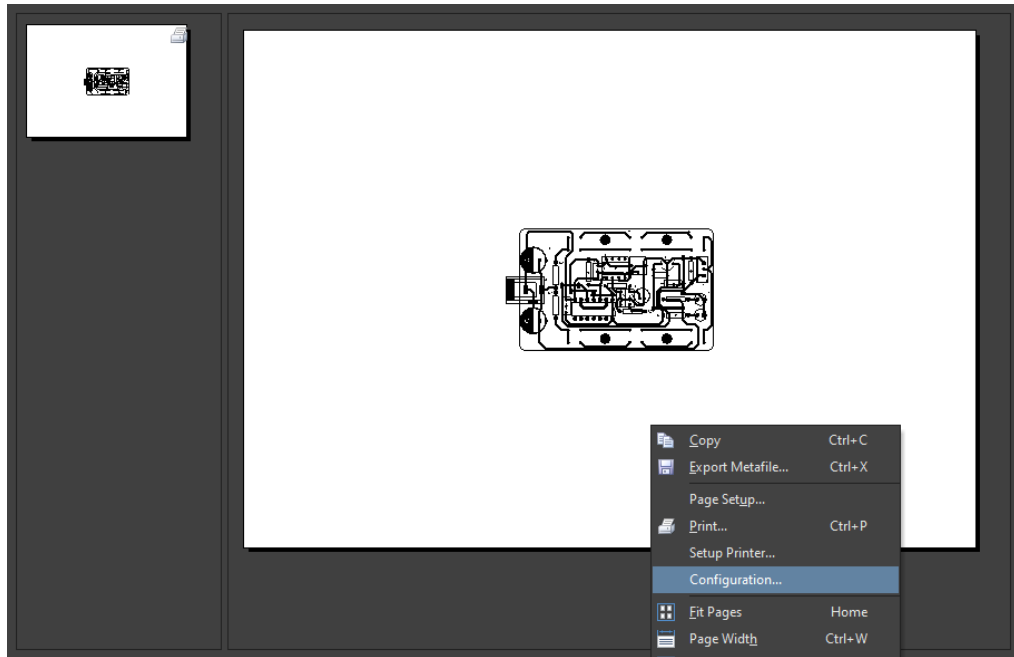 Copy Ctrl+C
Export Metafile... Ctrl+X
Page Setup...
Print... Ctrl+P
Setup Printer...
Configuration...
Fit Pages Home
Page Width Ctrl+W